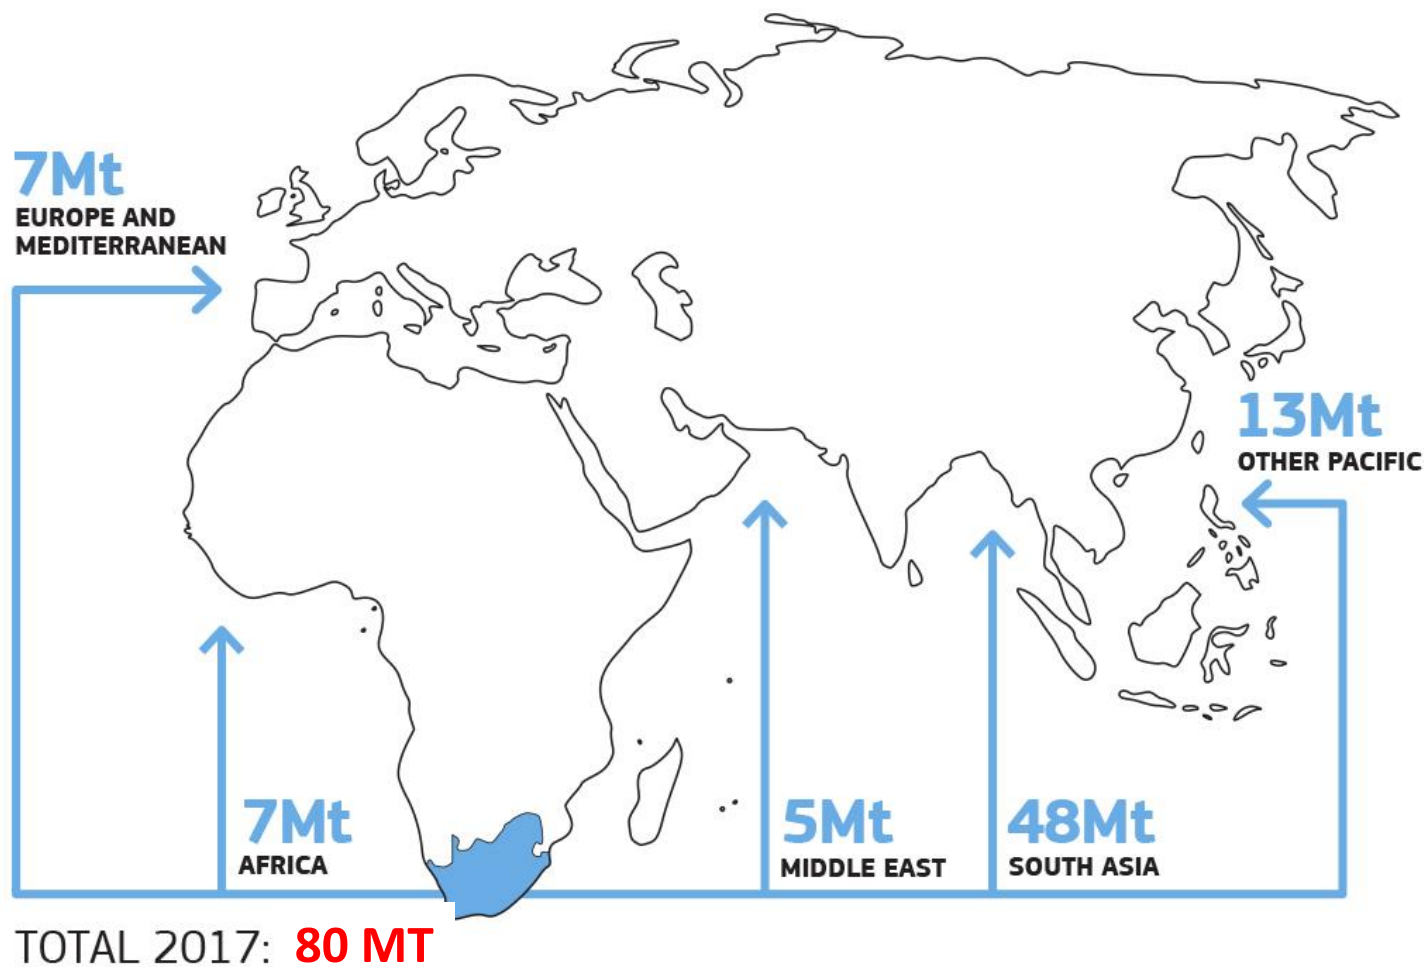 7Mt
EUROPE AND
MEDITERRANEAN
13Mt
OTHER PACIFIC
7Mt
AFRICA
5Mt
MIDDLE EAST
48Mt
SOUTH ASIA
TOTAL 2017: 80 MT